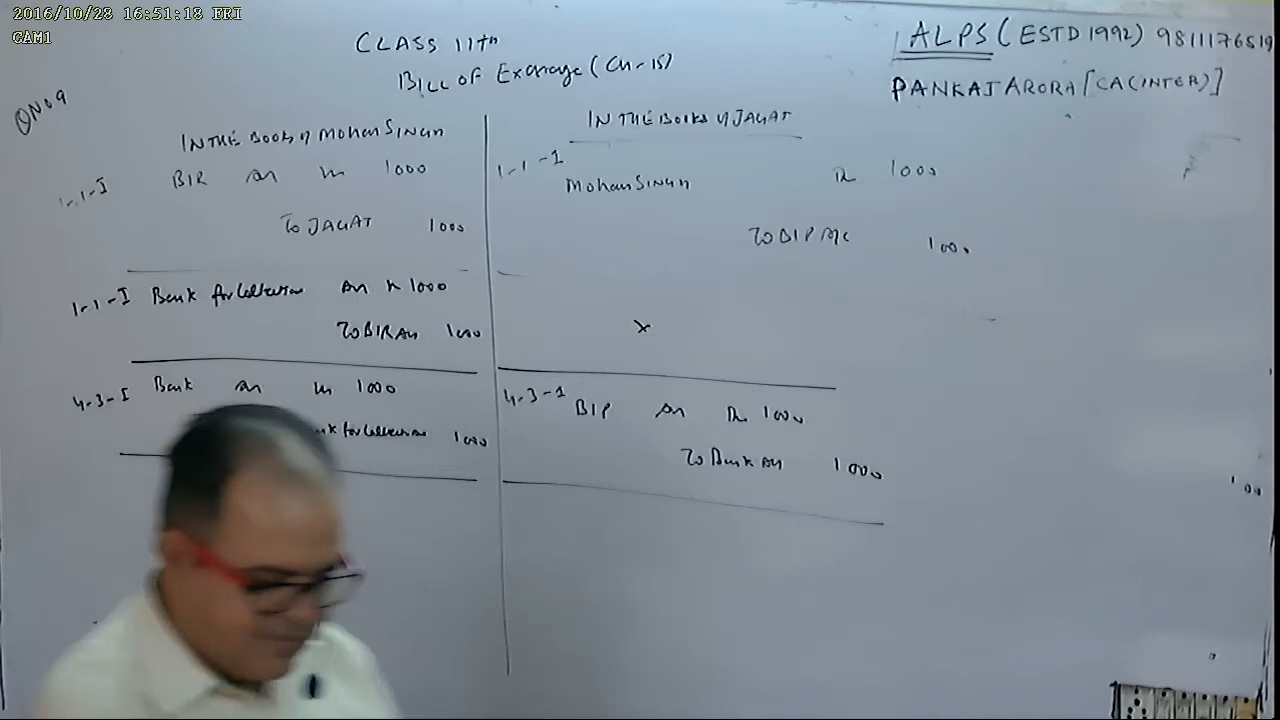 2016/10/28 16:51:18 FRI
CAM1
CLASS 11th
BILL OF Exchange (CH-15)
ALPS (ESTD 1992) 9811176519
PANKAJ ARORA [CA(INTER)]
QNO 9
IN THE BOOKS of MOHAN SINGH
1-1-1 B/R A/c Dr 1000
To JAGAT 1000
1-1-1 Bank for Collection A/c Dr 1000
To B/R A/c 1000
4-3-1 Bank A/c Dr 1000
for Collection 1000
IN THE BOOKS of JAGAT
1-1-1 Mohan SINGH Dr 1000
To B/P A/c 1000
X
4-3-1 B/P A/c Dr 1000
To Bank A/c 1000